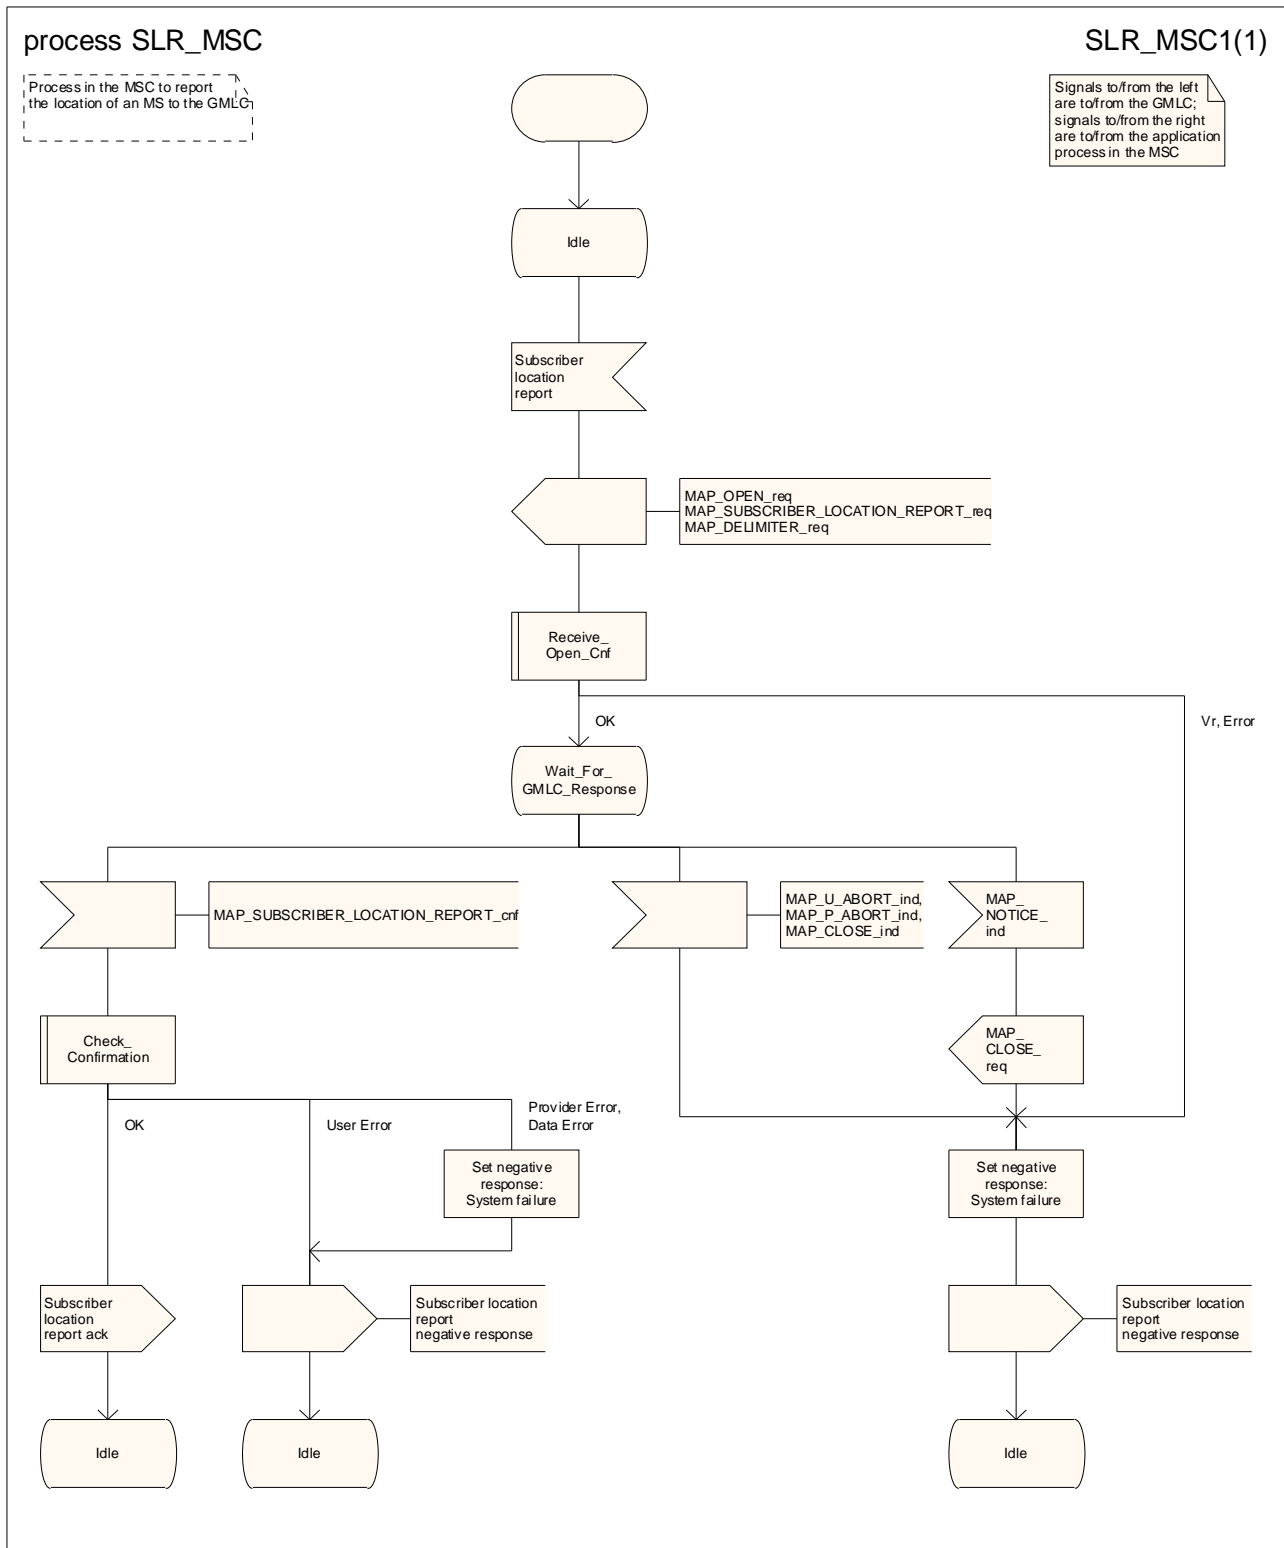 process SLR_MSC
SLR_MSC1(1)
Process in the MSC to report
the location of an MS to the GMLC
Signals to/from the left
are to/from the GMLC;
signals to/from the right
are to/from the application
process in the MSC
Idle
Subscriber
location
report
MAP_OPEN_req
MAP_SUBSCRIBER_LOCATION_REPORT_req
MAP_DELIMITER_req
Receive_
Open_Cnf
OK
Vr, Error
Wait_For_
GMLC_Response
MAP_SUBSCRIBER_LOCATION_REPORT_cnf
MAP_U_ABORT_ind,
MAP_P_ABORT_ind,
MAP_CLOSE_ind
MAP_
NOTICE_
ind
Check_
Confirmation
MAP_
CLOSE_
req
OK
User Error
Provider Error,
Data Error
Set negative
response:
System failure
Set negative
response:
System failure
Subscriber
location
report ack
Subscriber location
report
negative response
Subscriber location
report
negative response
Idle
Idle
Idle